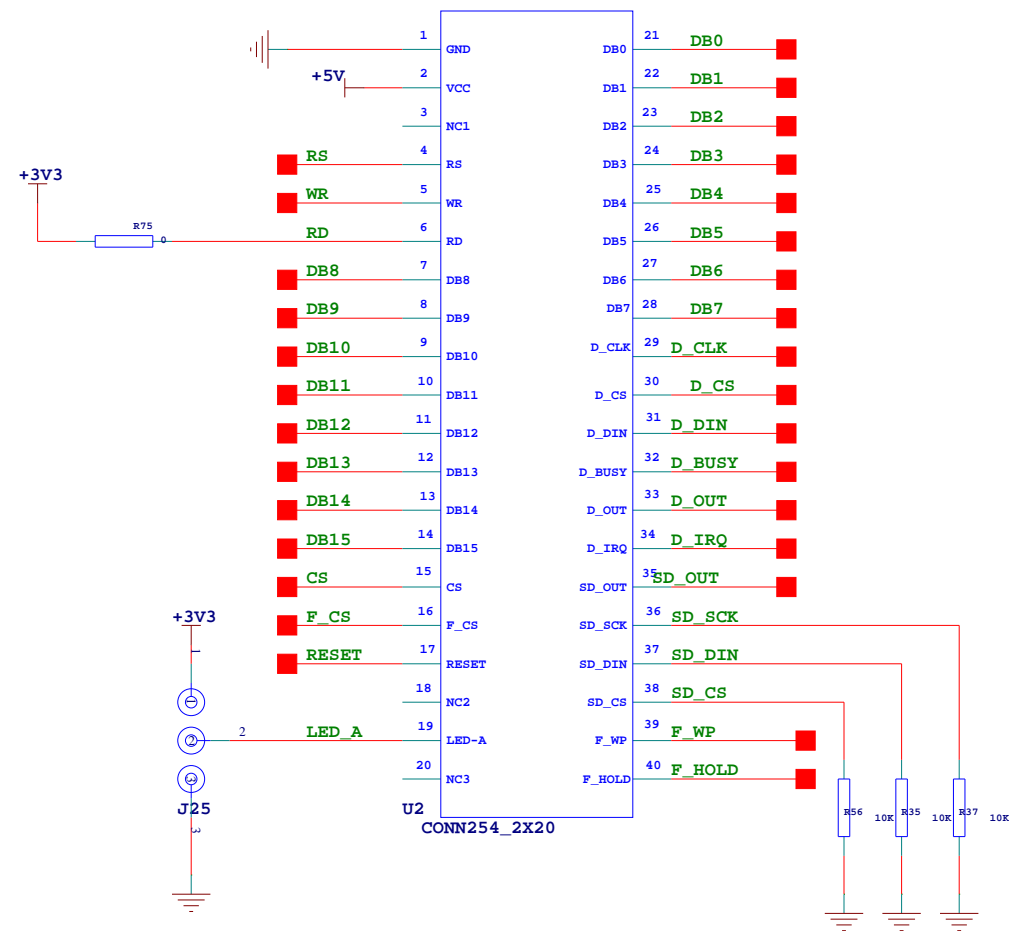 1 GND DB0 21 DB0
+5V 2 VCC DB1 22 DB1
3 NC1 DB2 23 DB2
RS 4 RS DB3 24 DB3
+3V3
WR 5 WR DB4 25 DB4
R75 0 RD 6 RD DB5 26 DB5
DB8 7 DB8 DB6 27 DB6
DB9 8 DB9 DB7 28 DB7
DB10 9 DB10 D_CLK 29 D_CLK
DB11 10 DB11 D_CS 30 D_CS
DB12 11 DB12 D_DIN 31 D_DIN
DB13 12 DB13 D_BUSY 32 D_BUSY
DB14 13 DB14 D_OUT 33 D_OUT
DB15 14 DB15 D_IRQ 34 D_IRQ
CS 15 CS SD_OUT 35 SD_OUT
+3V3
F_CS 16 F_CS SD_SCK 36 SD_SCK
1
RESET 17 RESET SD_DIN 37 SD_DIN
1 18 NC2 SD_CS 38 SD_CS
2 2 LED_A 19 LED-A F_WP 39 F_WP
3 20 NC3 F_HOLD 40 F_HOLD
J25 U2 R56 10K R35 10K R37 10K
3 CONN254_2X20